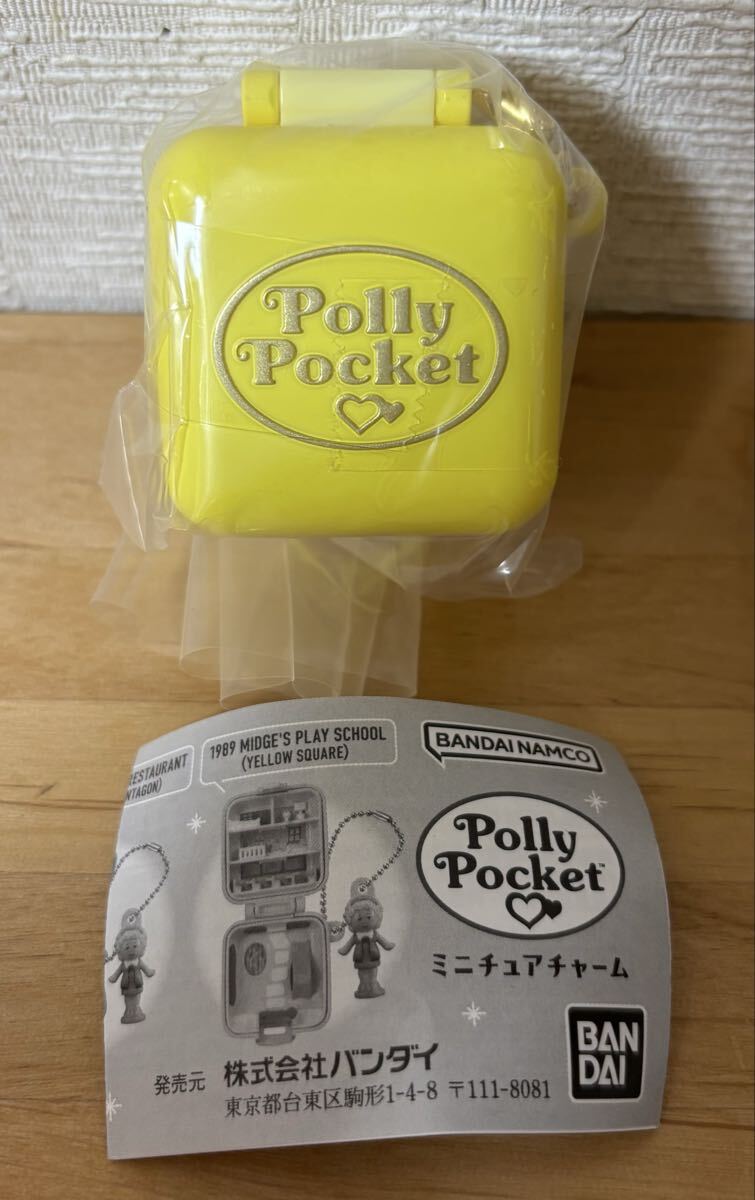 Polly
Pocket
RESTAURANT
NTAGON)
1989 MIDGE'S PLAY SCHOOL
(YELLOW SQUARE)
BANDAI NAMCO
Polly
Pocket™
ミニチュアチャーム
発売元 株式会社バンダイ
東京都台東区駒形1-4-8 〒111-8081
BAN
DAI